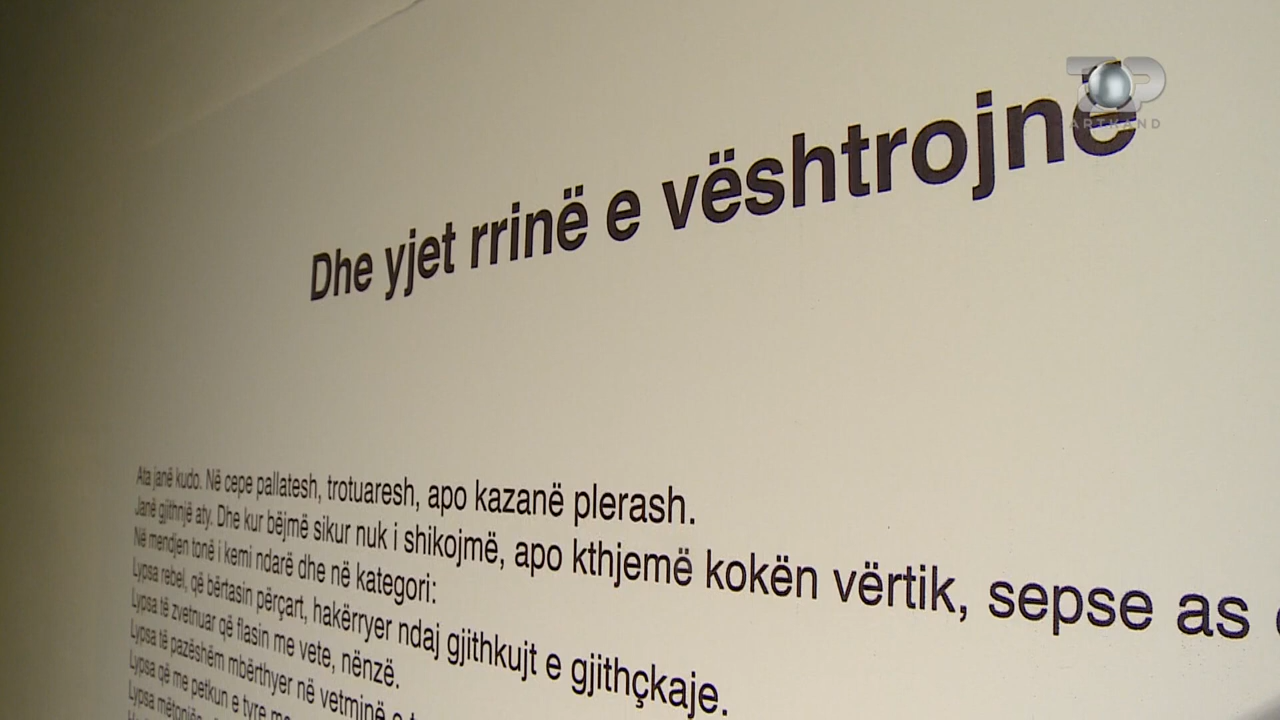 TOP
ARTKAND
Dhe yjet rrinë e vështrojnë
Ata janë kudo. Në cepe pallatesh, trotuaresh, apo kazanë plerash.
Janë gjithnjë aty. Dhe kur bëjmë sikur nuk i shikojmë, apo kthjemë kokën vërtik, sepse as
Në mendjen tonë i kemi ndarë dhe në kategori:
Lypsa rebel, që bërtasin përçart, hakërryer ndaj gjithkujt e gjithçkaje.
Lypsa të zvetnuar që flasin me vete, nënzë.
Lypsa të pazëshëm mbërthyer në vetminë e
Lypsa që me petkun e tyre
Lypsa